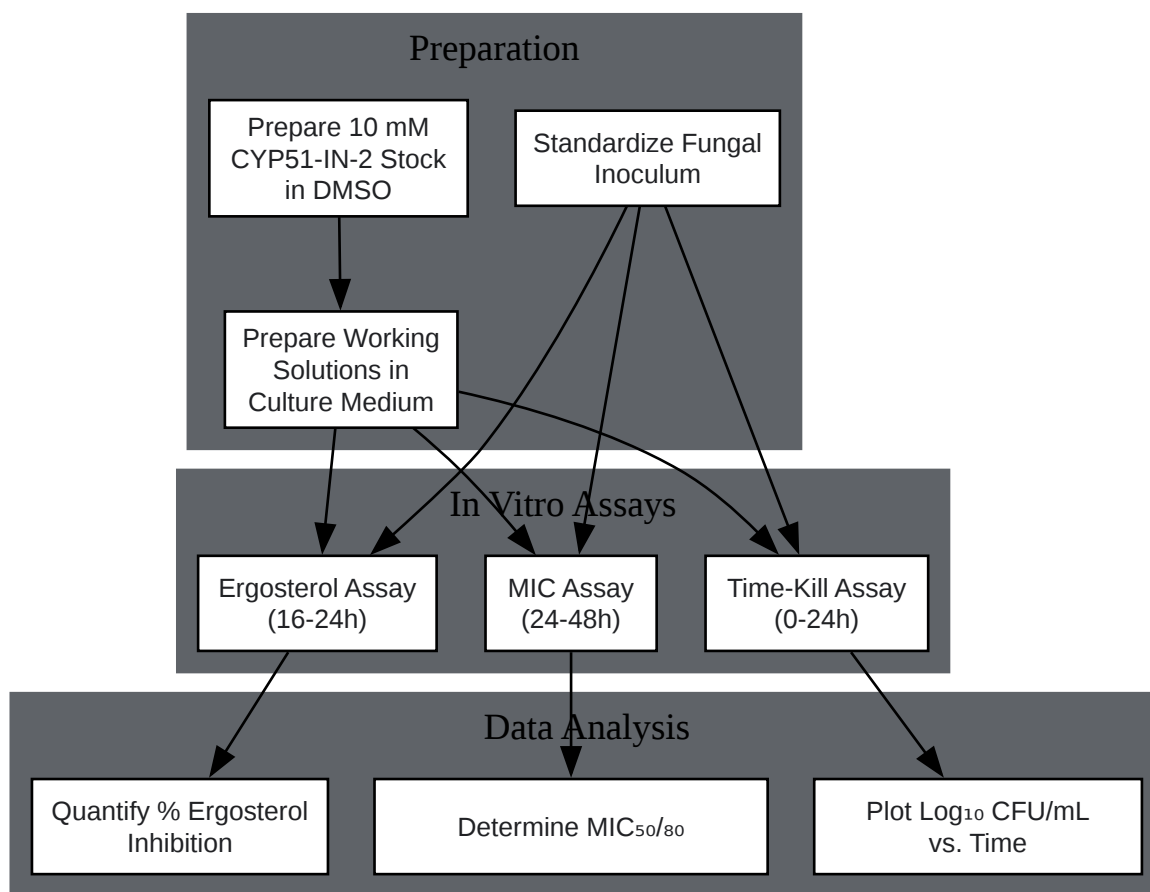 Preparation
Prepare 10 mM
CYP51-IN-2 Stock
in DMSO
Standardize Fungal
Inoculum
Prepare Working
Solutions in
Culture Medium
In Vitro Assays
Ergosterol Assay
(16-24h)
MIC Assay
(24-48h)
Time-Kill Assay
(0-24h)
Data Analysis
Quantify % Ergosterol
Inhibition
Determine MIC₅₀/₈₀
Plot Log₁₀ CFU/mL
vs. Time